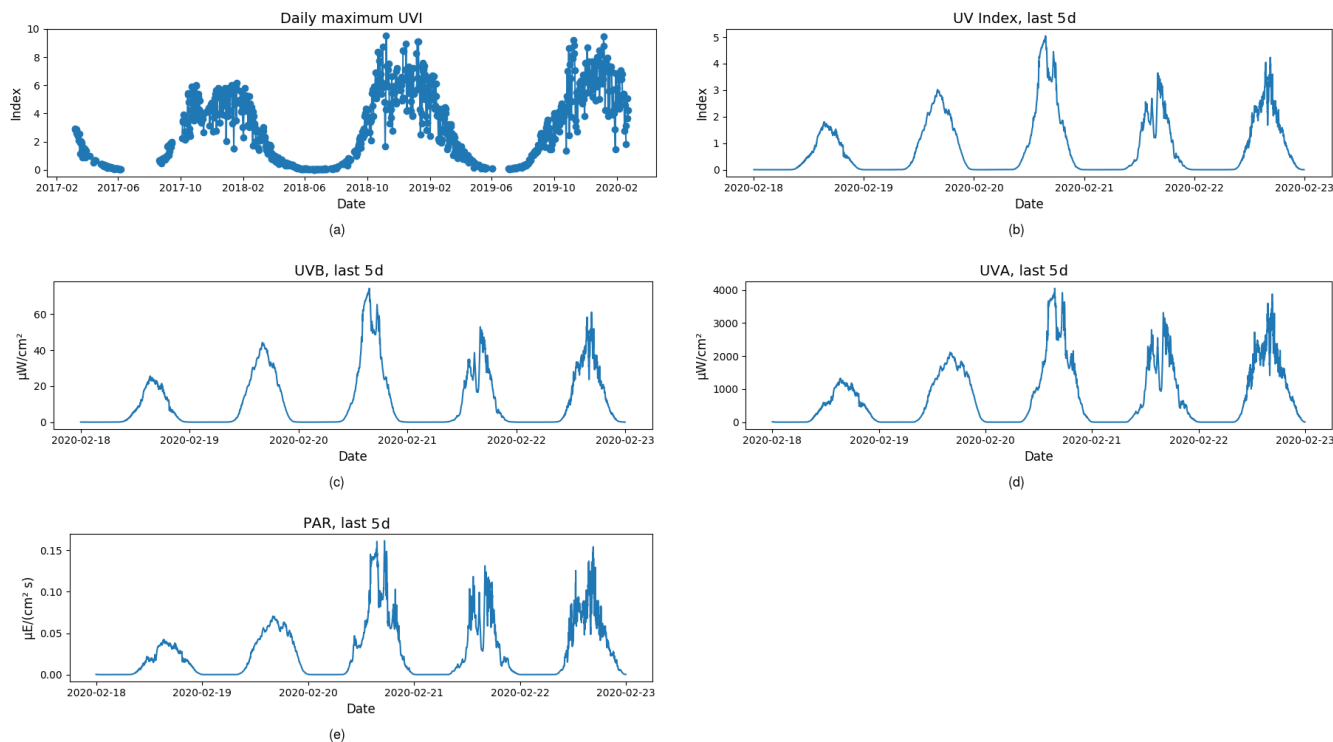 Daily maximum UVI
Index
10
8
6
4
2
0
2017-02 2017-06 2017-10 2018-02 2018-06 2018-10 2019-02 2019-06 2019-10 2020-02
Date
(a)
UV Index, last 5d
Index
5
4
3
2
1
0
2020-02-18 2020-02-19 2020-02-20 2020-02-21 2020-02-22 2020-02-23
Date
(b)
UVB, last 5d
µW/cm²
60
40
20
0
2020-02-18 2020-02-19 2020-02-20 2020-02-21 2020-02-22 2020-02-23
Date
(c)
UVA, last 5d
µW/cm²
4000
3000
2000
1000
0
2020-02-18 2020-02-19 2020-02-20 2020-02-21 2020-02-22 2020-02-23
Date
(d)
PAR, last 5d
µE/(cm² s)
0.15
0.10
0.05
0.00
2020-02-18 2020-02-19 2020-02-20 2020-02-21 2020-02-22 2020-02-23
Date
(e)